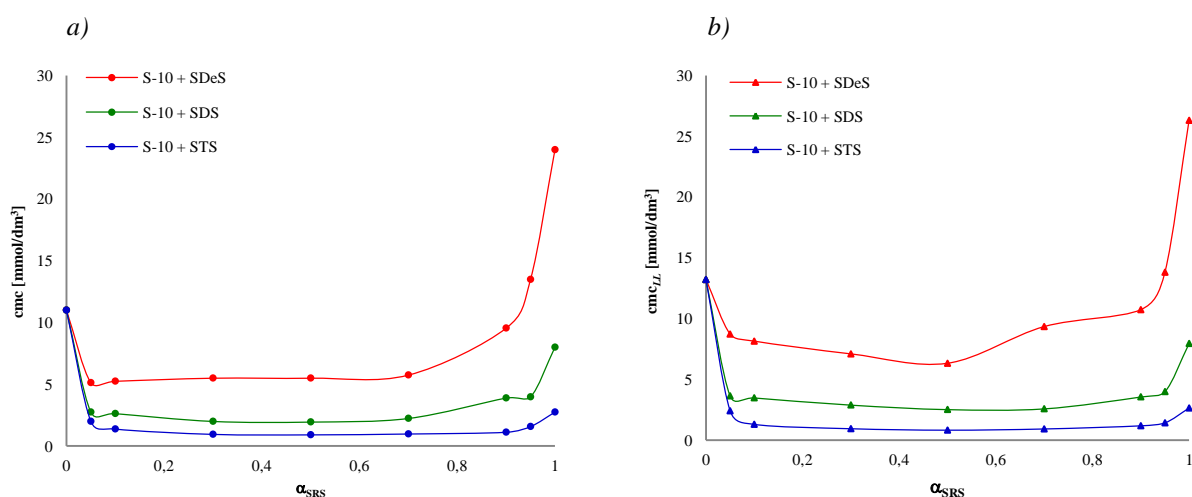 a)
S-10 + SDeS
S-10 + SDS
S-10 + STS
cmc [mmol/dm³]
30
25
20
15
10
5
0
0 0,2 0,4 0,6 0,8 1
αSRS
b)
S-10 + SDeS
S-10 + SDS
S-10 + STS
cmcLL [mmol/dm³]
30
25
20
15
10
5
0
0 0,2 0,4 0,6 0,8 1
αSRS